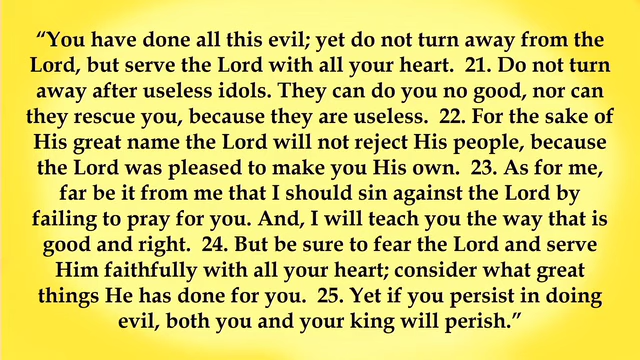 “You have done all this evil; yet do not turn away from the
Lord, but serve the Lord with all your heart.  21. Do not turn
away after useless idols. They can do you no good, nor can
they rescue you, because they are useless.  22. For the sake of
His great name the Lord will not reject His people, because
the Lord was pleased to make you His own.  23. As for me,
far be it from me that I should sin against the Lord by
failing to pray for you. And, I will teach you the way that is
good and right.  24. But be sure to fear the Lord and serve
Him faithfully with all your heart; consider what great
things He has done for you.  25. Yet if you persist in doing
evil, both you and your king will perish.”